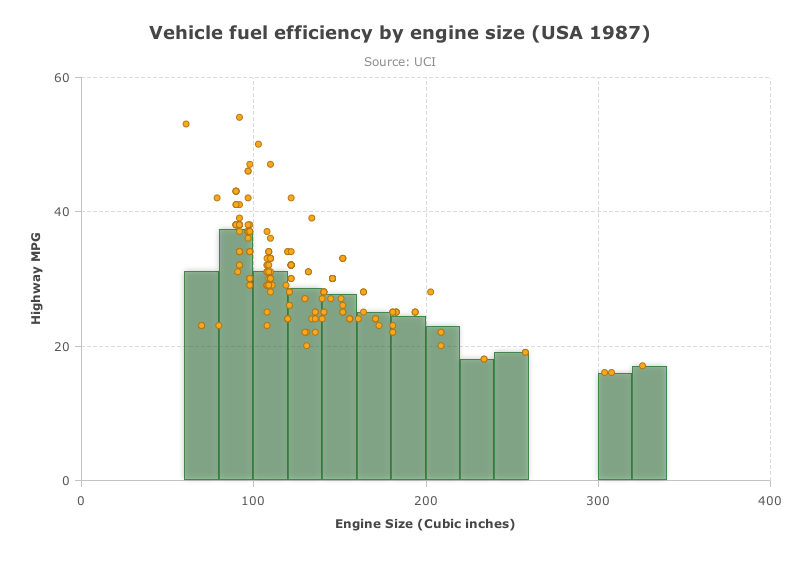 Vehicle fuel efficiency by engine size (USA 1987)
Source: UCI
60
40
20
0
Highway MPG
0 100 200 300 400
Engine Size (Cubic inches)